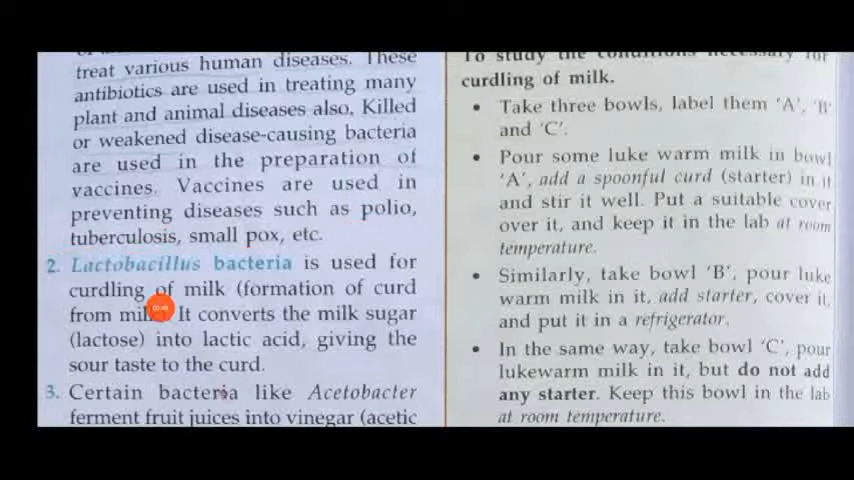 treat various human diseases. These
antibiotics are used in treating many
plant and animal diseases also. Killed
or weakened disease-causing bacteria
are used in the preparation of
vaccines. Vaccines are used in
preventing diseases such as polio,
tuberculosis, small pox, etc.
2. Lactobacillus bacteria is used for
curdling of milk (formation of curd
from It converts the milk sugar
(lactose) into lactic acid, giving the
sour taste to the curd.
3. Certain bacteria like Acetobacter
ferment fruit juices into vinegar (acetic
To study the conditions necessary for
curdling of milk.
• Take three bowls, label them 'A', 'B'
and 'C'.
• Pour some luke warm milk in bowl
'A', add a spoonful curd (starter) in it
and stir it well. Put a suitable cover
over it, and keep it in the lab at room
temperature.
• Similarly, take bowl 'B', pour luke
warm milk in it, add starter, cover it,
and put it in a refrigerator.
• In the same way, take bowl 'C', pour
lukewarm milk in it, but do not add
any starter. Keep this bowl in the lab
at room temperature.